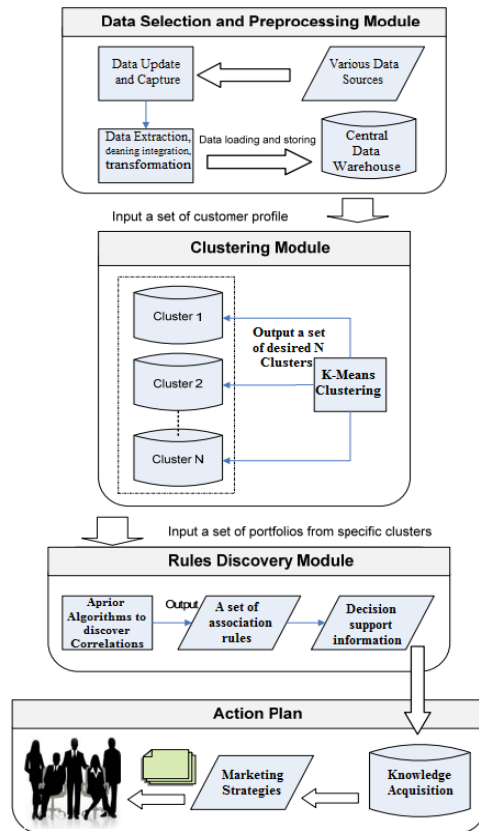 Data Selection and Preprocessing Module
Data Update
and Capture
Various Data
Sources
Data Extraction,
deaning integration,
transformation
Data loading and storing
Central
Data
Warehouse
Input a set of customer profile
Clustering Module
Cluster 1
Output a set
of desired N
Clusters
Cluster 2
K-Means
Clustering
Cluster N
Input a set of portfolios from specific clusters
Rules Discovery Module
Aprior
Algorithms to
discover
Correlations
Output
A set of
association
rules
Decision
support
information
Action Plan
Marketing
Strategies
Knowledge
Acquisition